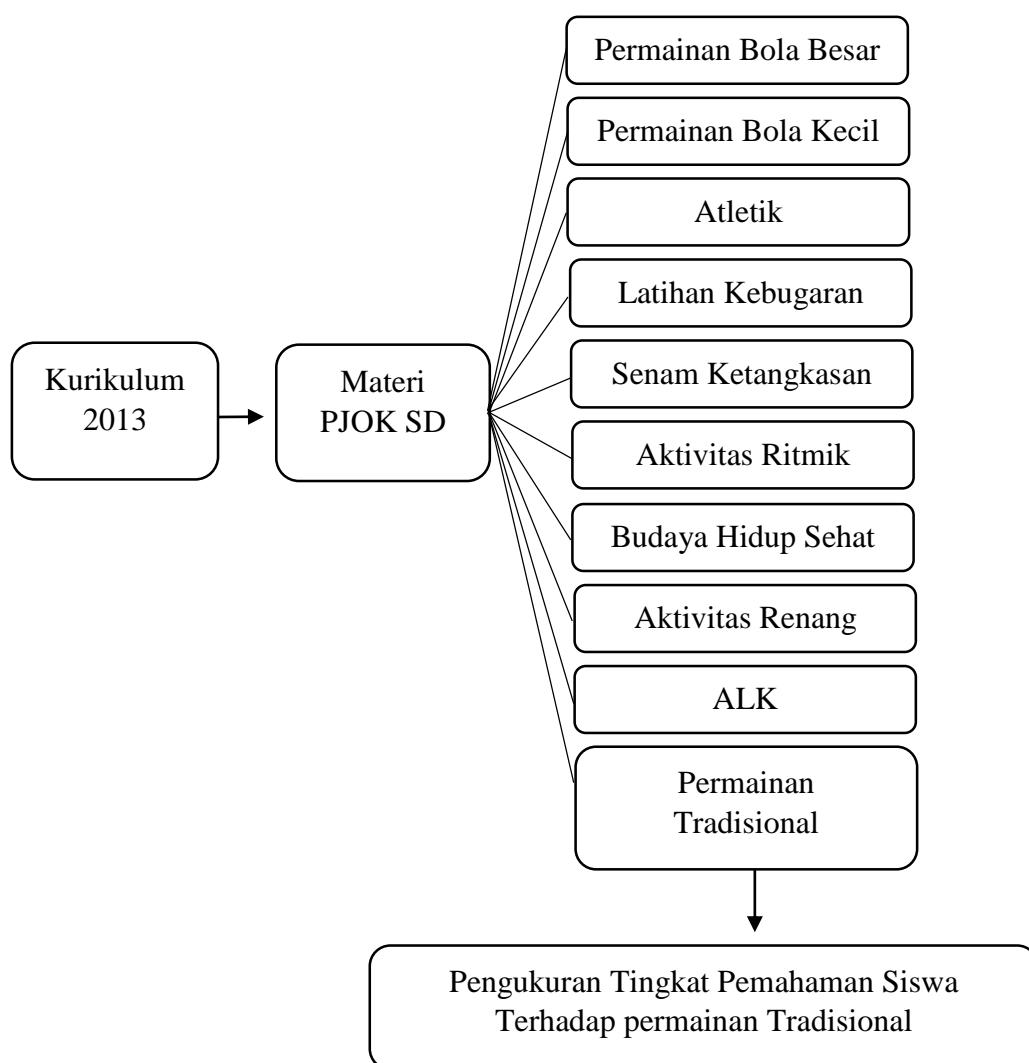 Permainan Bola Besar
Permainan Bola Kecil
Atletik
Latihan Kebugaran
Kurikulum
2013
Materi
PJOK SD
Senam Ketangkasan
Aktivitas Ritmik
Budaya Hidup Sehat
Aktivitas Renang
ALK
Permainan
Tradisional
Pengukuran Tingkat Pemahaman Siswa
Terhadap permainan Tradisional